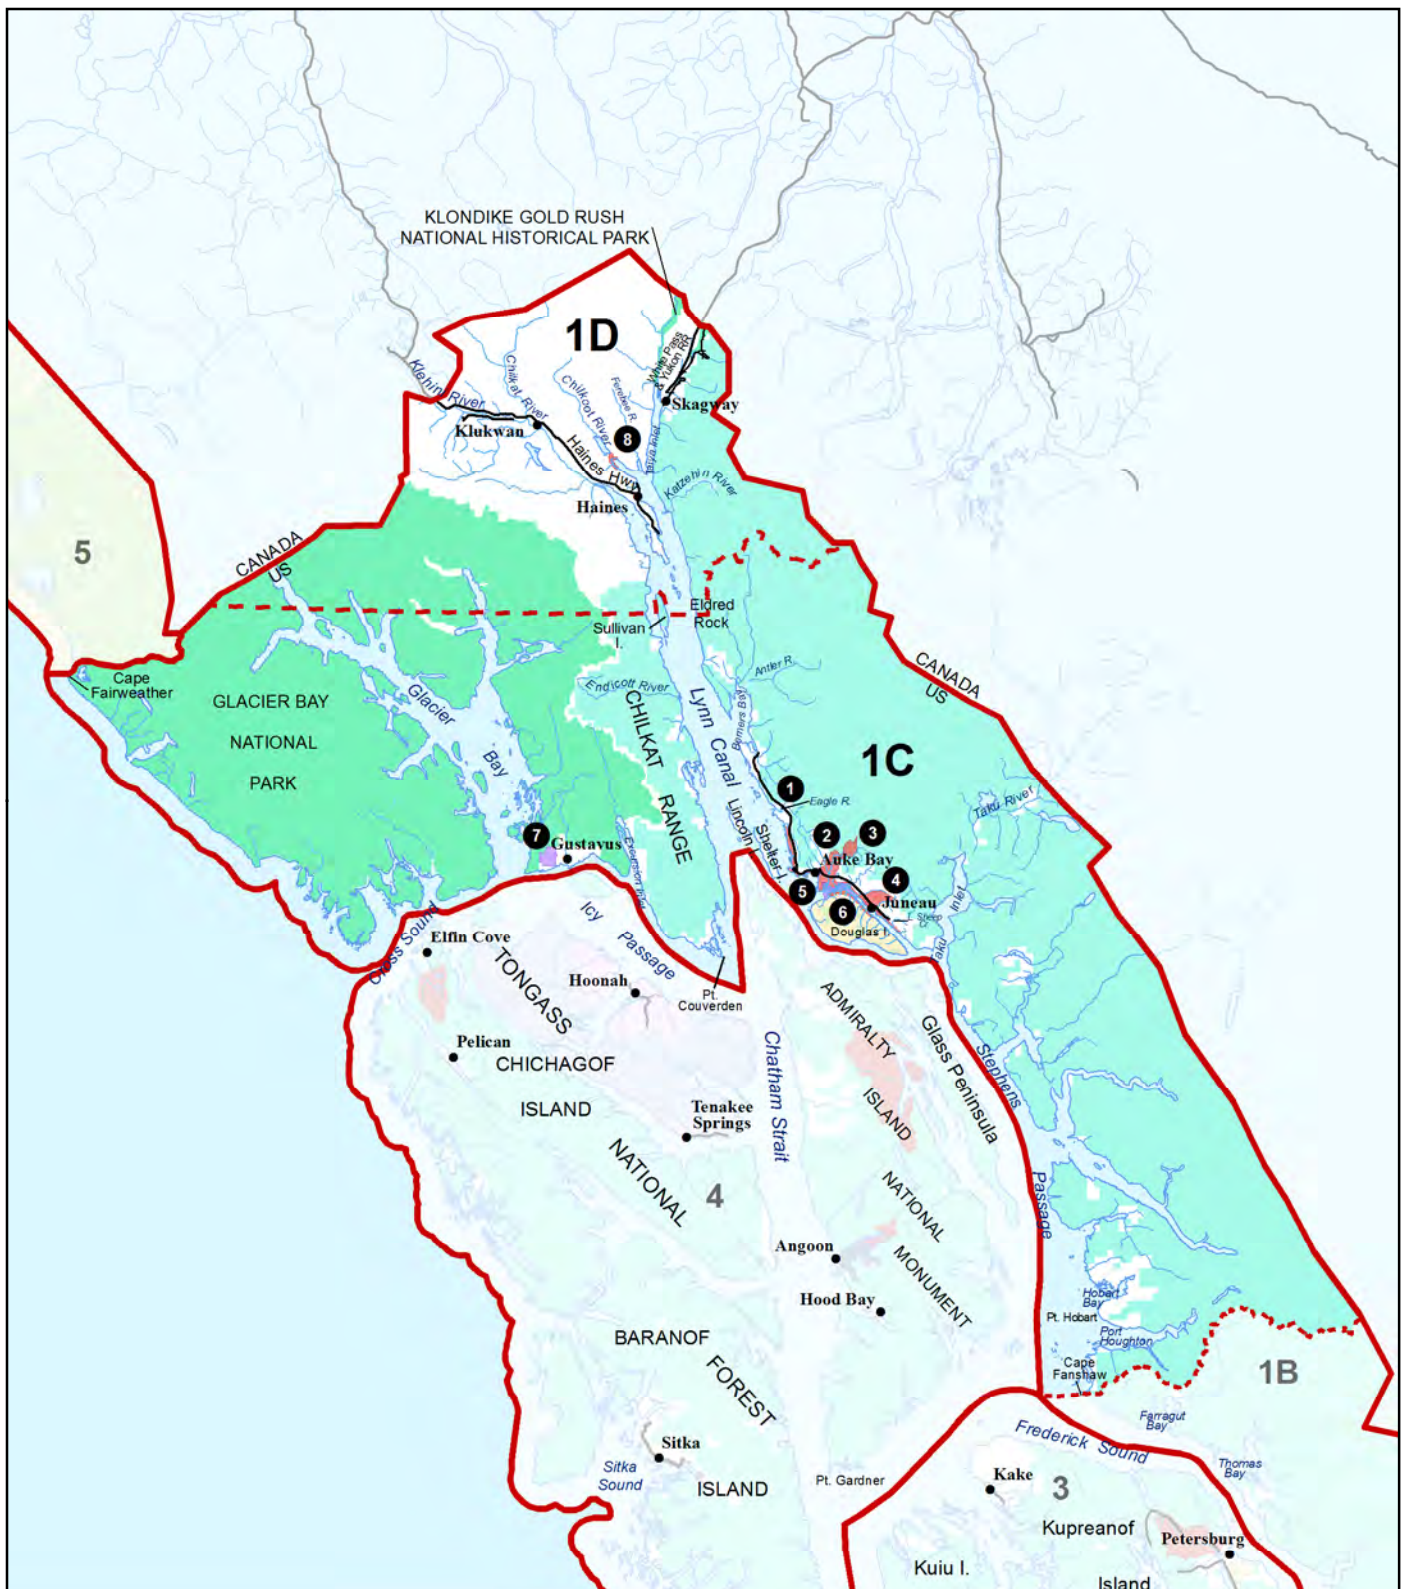 KLONDIKE GOLD RUSH
NATIONAL HISTORICAL PARK
1D
White Pass
& Yukon RR
Klehini River
Chilkat River
Chilkoot River
Ferebee R.
Skagway
Klukwan
8
Taiya Inlet
Haines Hwy
Katzehin River
Haines
5
CANADA
US
Eldred
Rock
Sullivan
I.
CANADA
US
Cape
Fairweather
Antler R.
Endicott River
GLACIER BAY
NATIONAL
PARK
Glacier
Bay
CHILKAT
RANGE
Lynn Canal
Berners Bay
1C
1
Eagle R.
Taku River
Lincoln I.
Shelter I.
2
3
7
Gustavus
Auke Bay
Excursion Inlet
4
5
Juneau
6
Sheep
Cr.
Douglas I.
Taku Inlet
Icy
Passage
Cross Sound
Elfin Cove
TONGASS
Hoonah
Pt.
Couverden
ADMIRALTY
ISLAND
Glass Peninsula
Stephens
Passage
Pelican
CHICHAGOF
ISLAND
Chatham Strait
Tenakee
Springs
NATIONAL
4
NATIONAL
MONUMENT
Angoon
Hood Bay
Hobart
Bay
Pt. Hobart
Port
Houghton
BARANOF
FOREST
Cape
Fanshaw
1B
Farragut
Bay
Frederick Sound
Thomas
Bay
Sitka
Sitka
Sound
ISLAND
Pt. Gardner
Kake
3
Kupreanof
Petersburg
Kuiu I.
Island